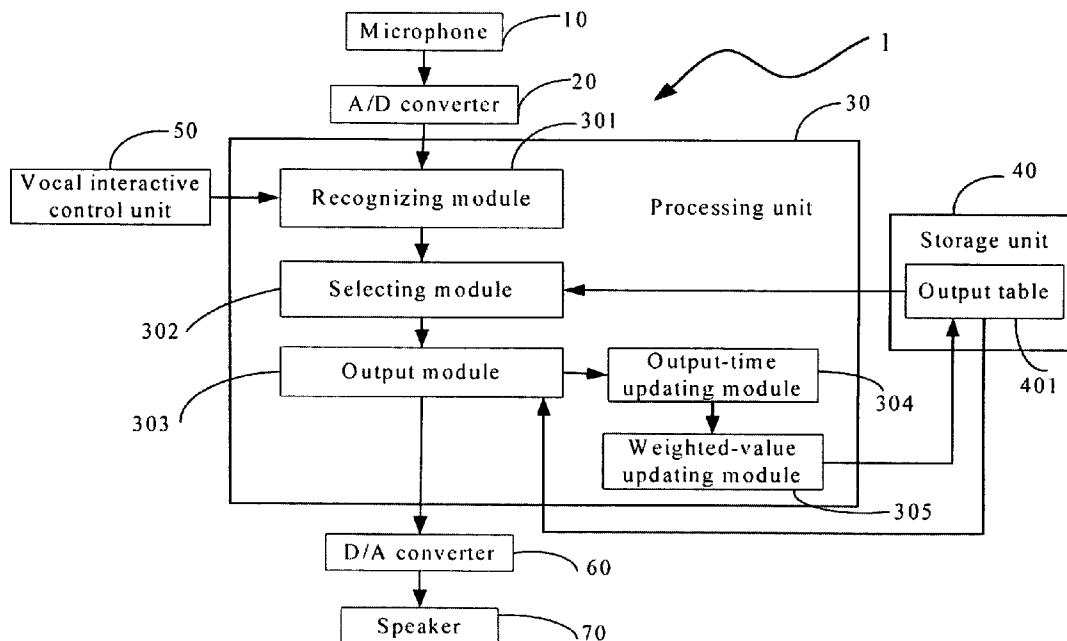 10
Microphone
1
20
A/D converter
301
30
50
40
Vocal interactive
control unit
Recognizing module
Processing unit
Storage unit
Selecting module
Output table
302
Output module
Output-time
updating module
303
304
401
Weighted-value
updating module
305
D/A converter
60
Speaker
70